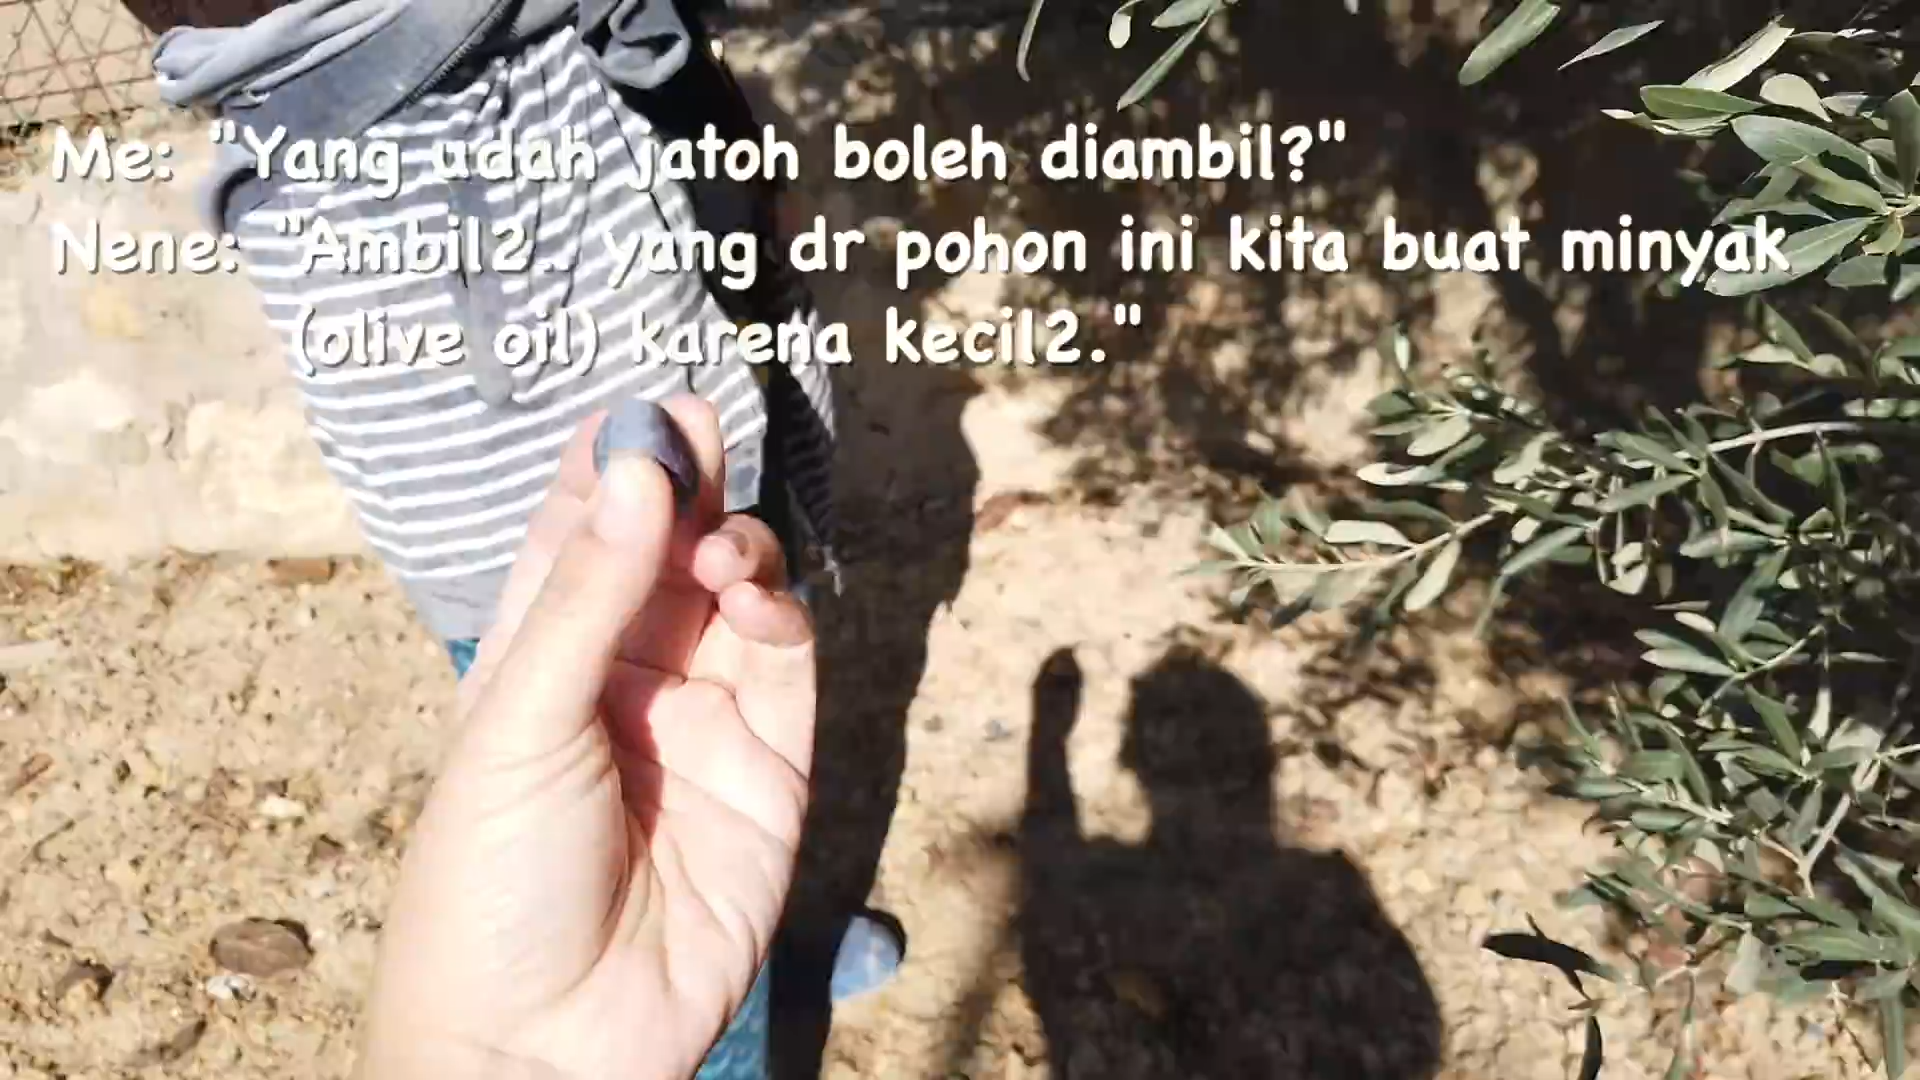 Me: "Yang udah jatoh boleh diambil?"
Nene: "Ambil2.. yang dr pohon ini kita buat minyak
(olive oil) karena kecil2."